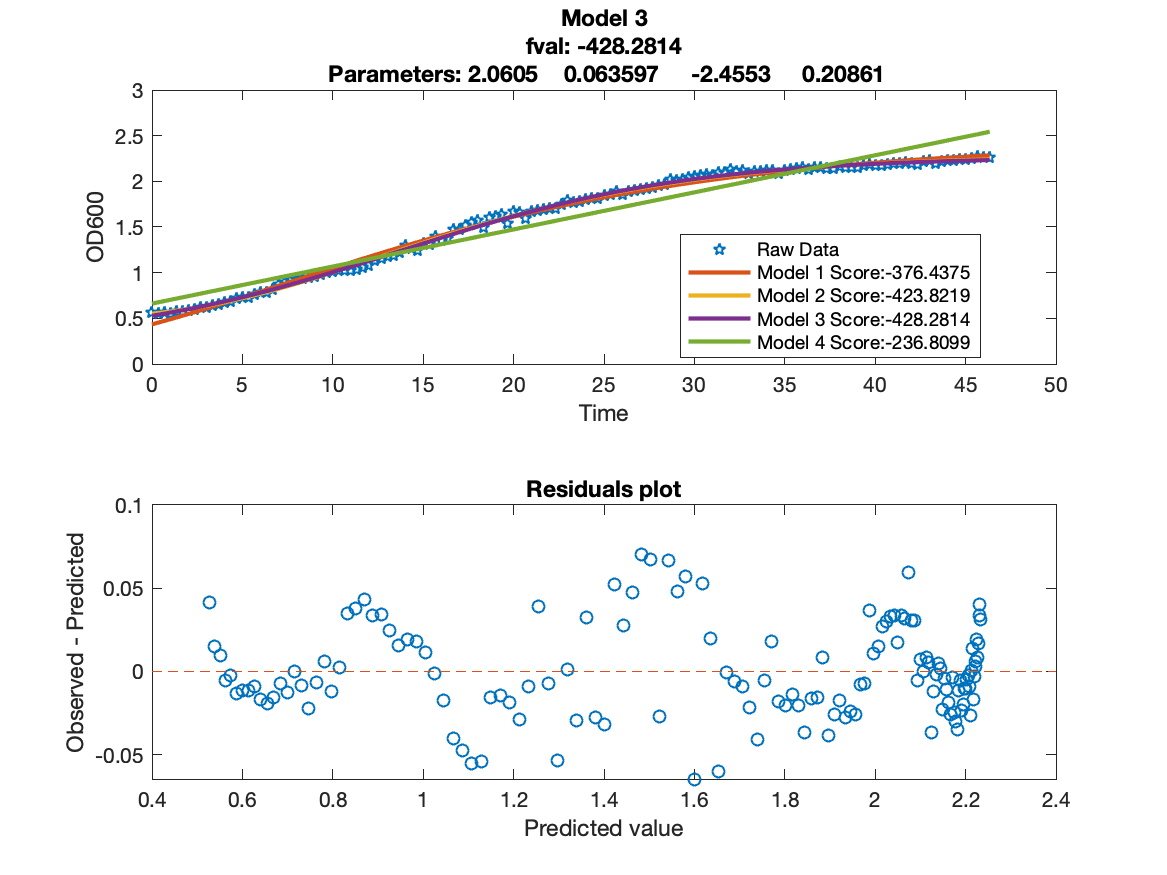 Model 3
fval: -428.2814
Parameters: 2.0605 0.063597 -2.4553 0.20861
3
2.5
2
1.5
1
0.5
0
OD600
Raw Data
Model 1 Score:-376.4375
Model 2 Score:-423.8219
Model 3 Score:-428.2814
Model 4 Score:-236.8099
0 5 10 15 20 25 30 35 40 45 50
Time
Residuals plot
0.1
0.05
0
-0.05
Observed - Predicted
0.4 0.6 0.8 1 1.2 1.4 1.6 1.8 2 2.2 2.4
Predicted value